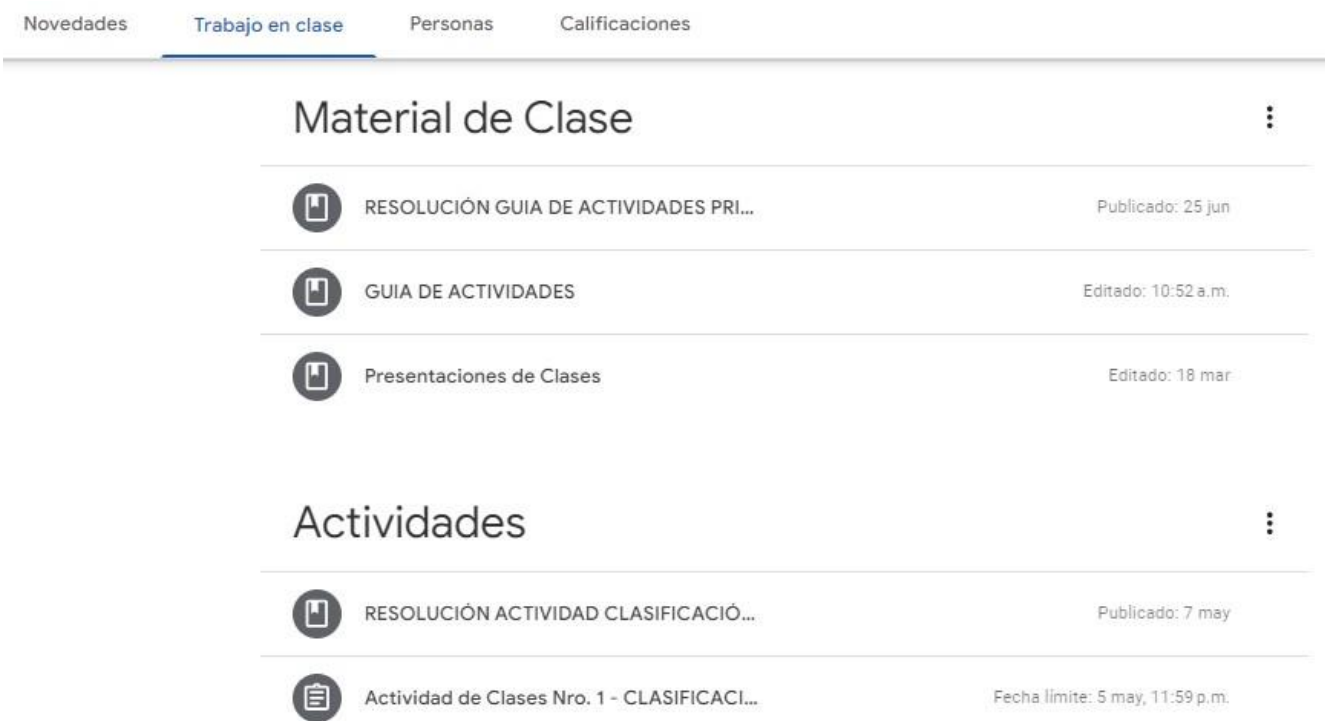 Novedades Trabajo en clase Personas Calificaciones
Material de Clase
RESOLUCIÓN GUIA DE ACTIVIDADES PRI... Publicado: 25 jun
GUIA DE ACTIVIDADES Editado: 10:52 a.m.
Presentaciones de Clases Editado: 18 mar
Actividades
RESOLUCIÓN ACTIVIDAD CLASIFICACIÓ... Publicado: 7 may
Actividad de Clases Nro. 1 - CLASIFICACI... Fecha límite: 5 may, 11:59 p.m.